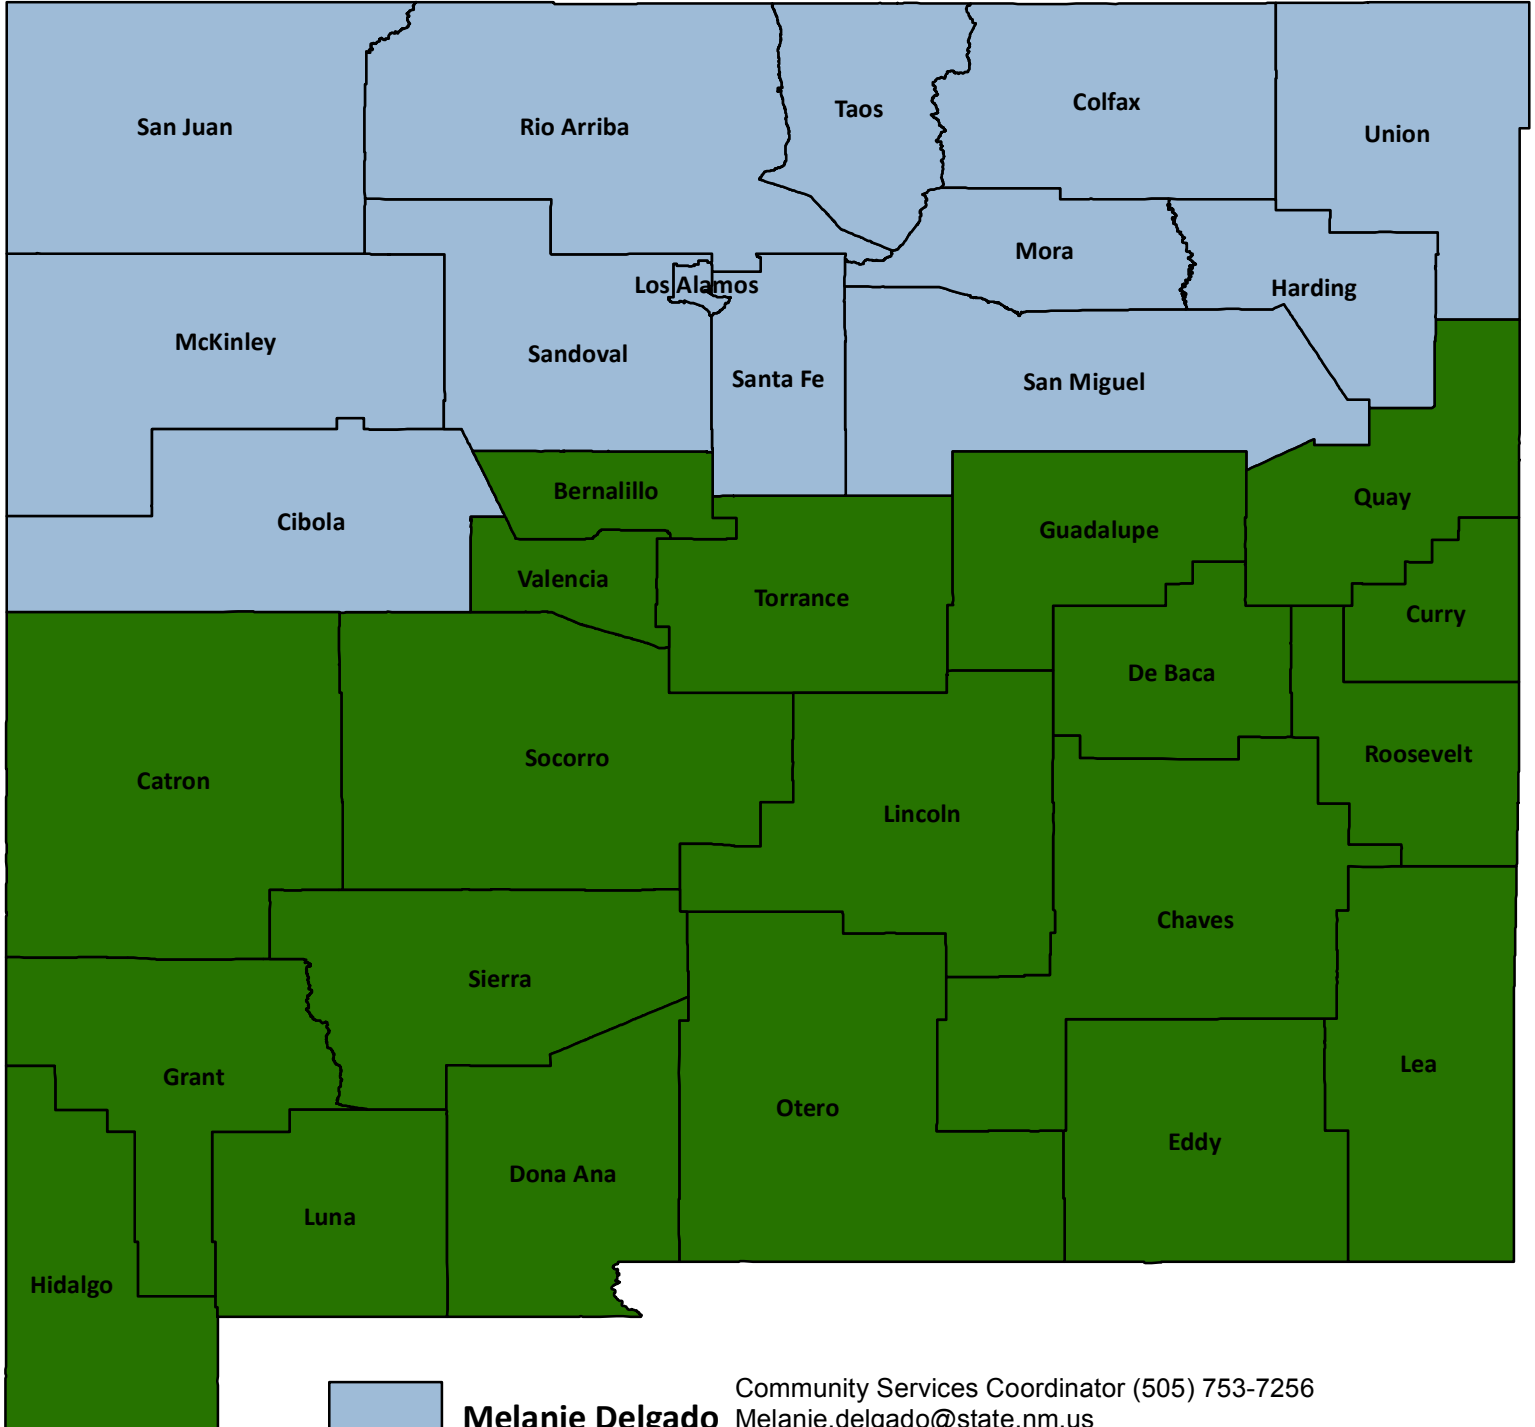 San Juan
Rio Arriba
Taos
Colfax
Union
Mora
Harding
Los Alamos
McKinley
Sandoval
Santa Fe
San Miguel
Bernalillo
Quay
Cibola
Guadalupe
Valencia
Torrance
Curry
De Baca
Catron
Socorro
Roosevelt
Lincoln
Chaves
Sierra
Grant
Lea
Otero
Eddy
Dona Ana
Luna
Hidalgo
Community Services Coordinator (505) 753-7256
Melanie Delgado Melanie.delgado@state.nm.us